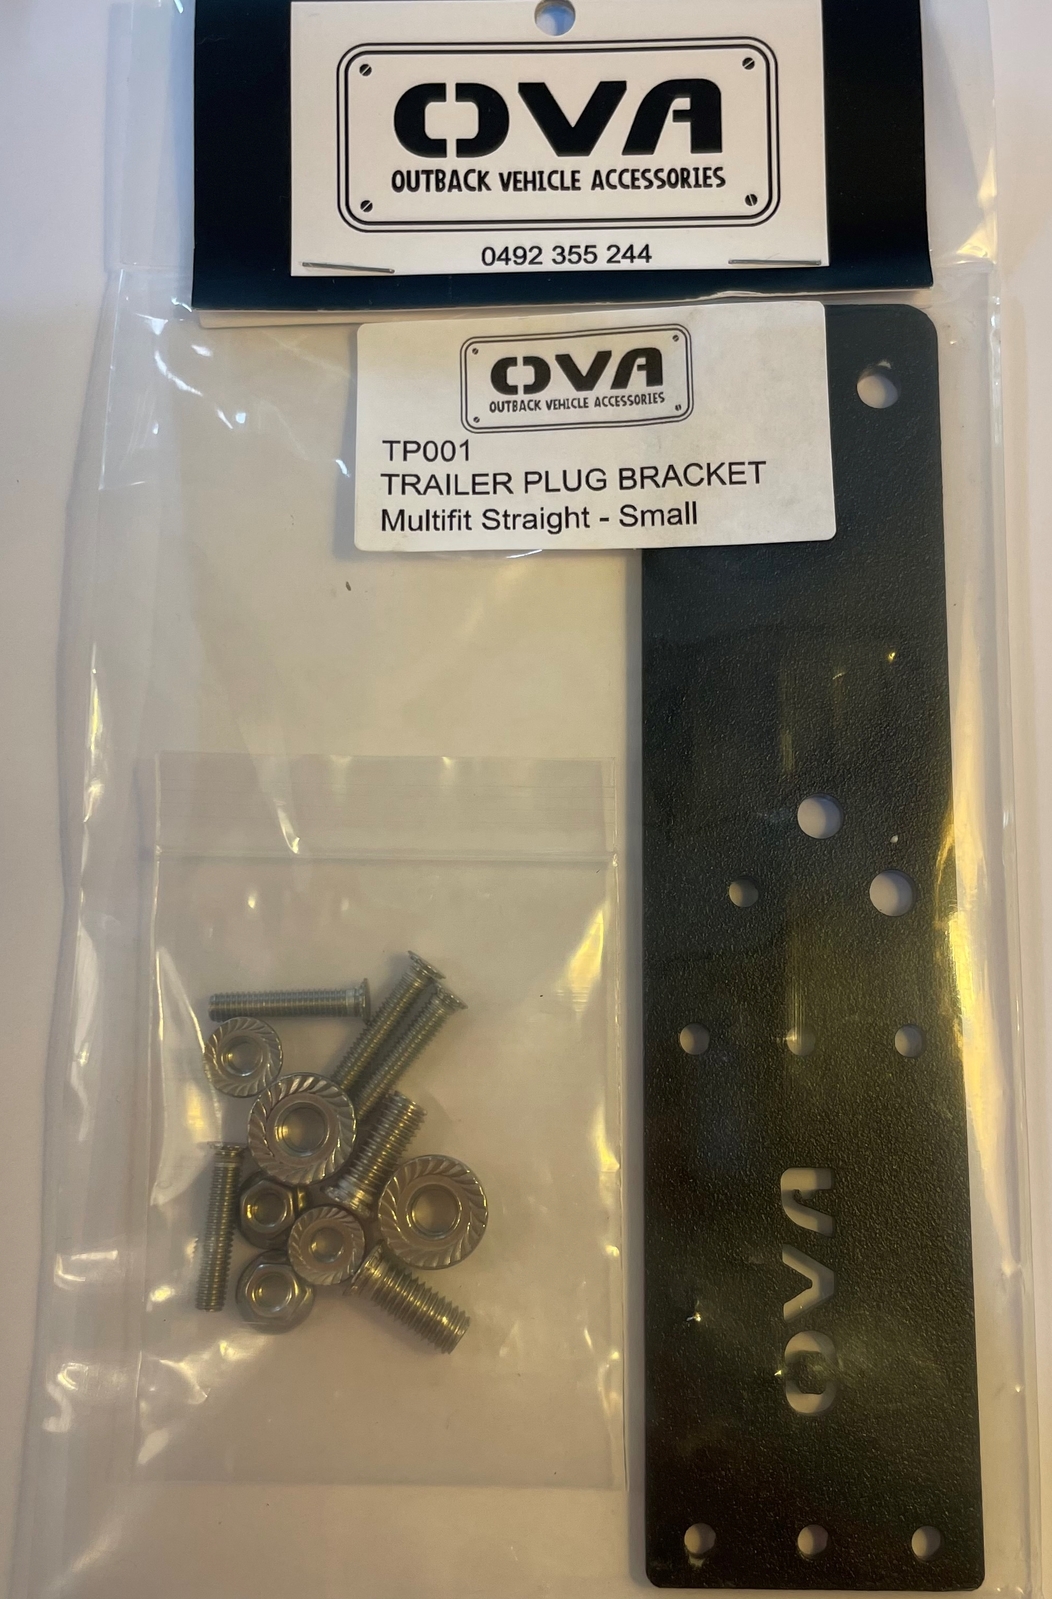 OVA
OUTBACK VEHICLE ACCESSORIES
0492 355 244
OVA
OUTBACK VEHICLE ACCESSORIES
TP001
TRAILER PLUG BRACKET
Multifit Straight - Small
OVA